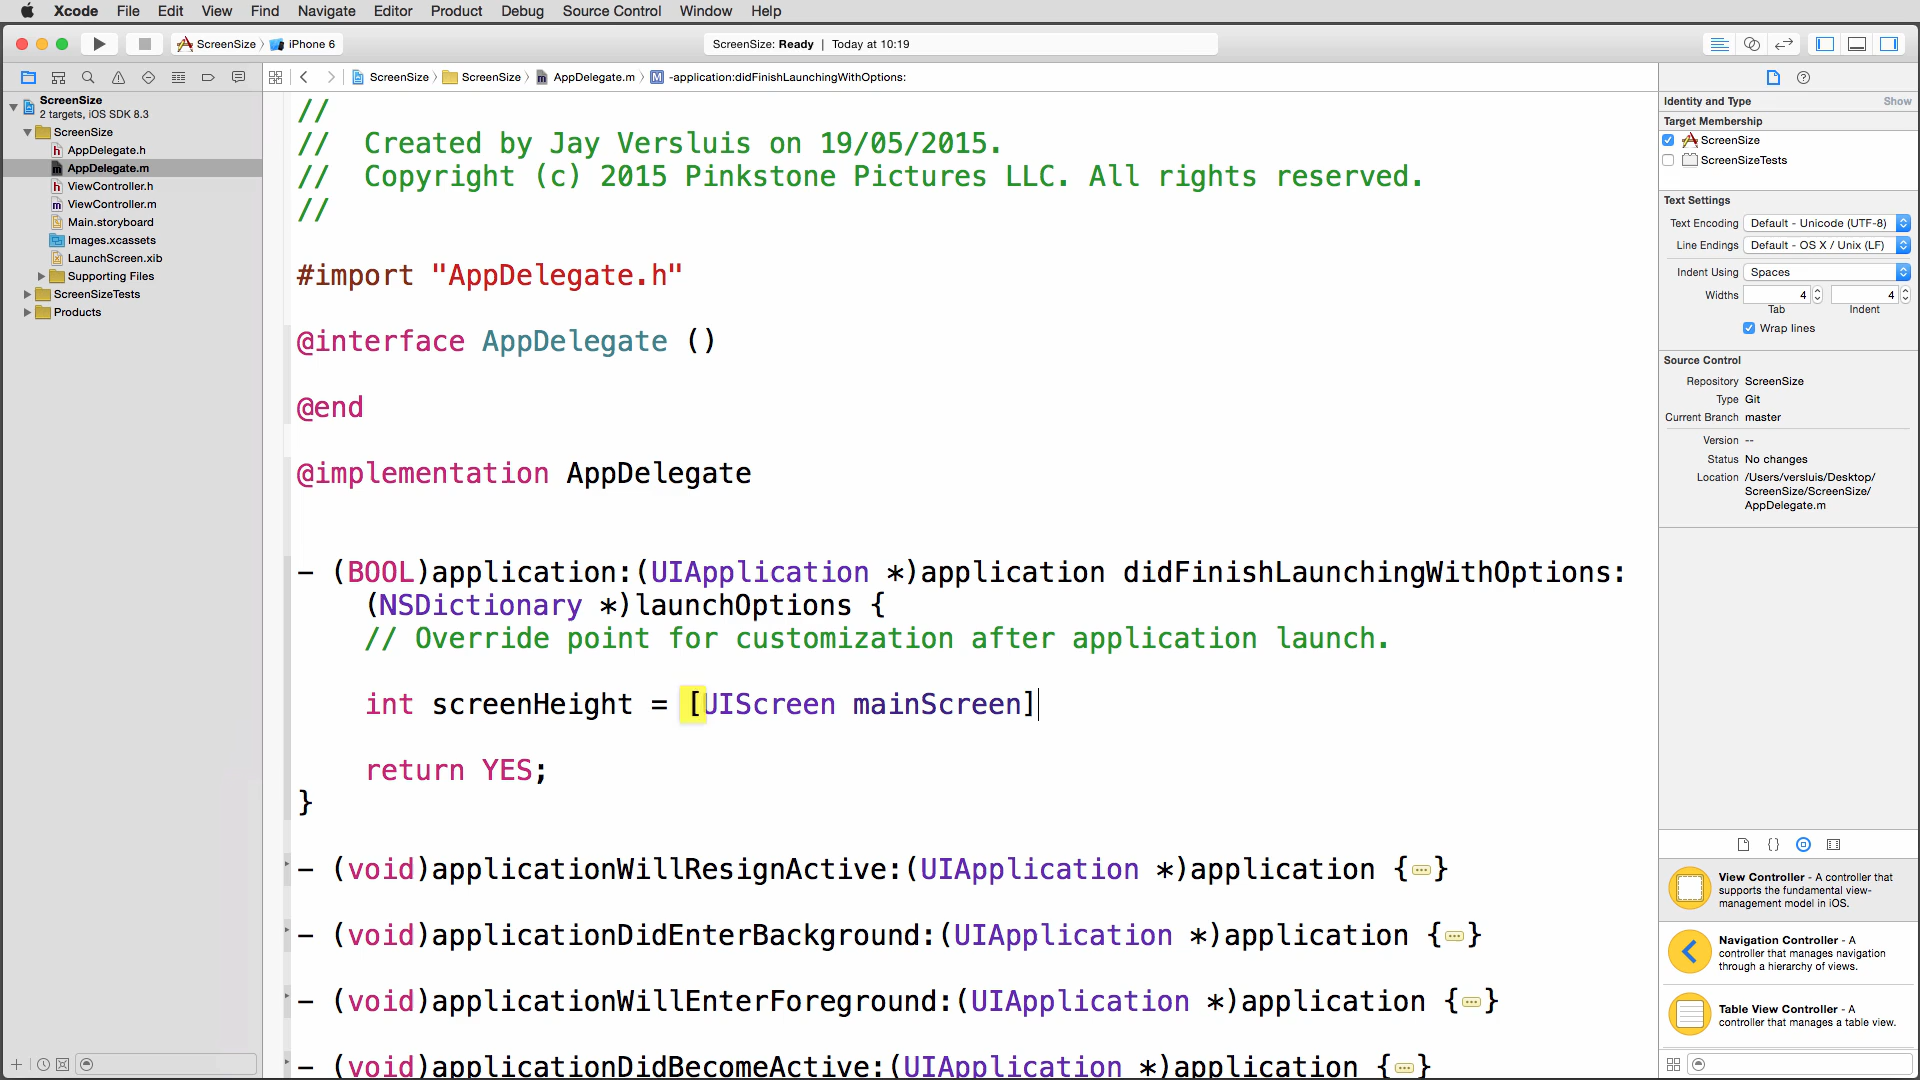 Xcode File Edit View Find Navigate Editor Product Debug Source Control Window Help
ScreenSize iPhone 6
ScreenSize: Ready | Today at 10:19
ScreenSize ScreenSize AppDelegate.m -application:didFinishLaunchingWithOptions:
ScreenSize
2 targets, iOS SDK 8.3
ScreenSize
AppDelegate.h
AppDelegate.m
ViewController.h
ViewController.m
Main.storyboard
Images.xcassets
LaunchScreen.xib
Supporting Files
ScreenSizeTests
Products
//
//  Created by Jay Versluis on 19/05/2015.
//  Copyright (c) 2015 Pinkstone Pictures LLC. All rights reserved.
//
#import "AppDelegate.h"
@interface AppDelegate ()
@end
@implementation AppDelegate
- (BOOL)application:(UIApplication *)application didFinishLaunchingWithOptions:
(NSDictionary *)launchOptions {
// Override point for customization after application launch.
int screenHeight = [UIScreen mainScreen]
return YES;
}
- (void)applicationWillResignActive:(UIApplication *)application {...}
- (void)applicationDidEnterBackground:(UIApplication *)application {...}
- (void)applicationWillEnterForeground:(UIApplication *)application {...}
- (void)applicationDidBecomeActive:(UIApplication *)application {...}
Identity and Type Show
Target Membership
ScreenSize
ScreenSizeTests
Text Settings
Text Encoding Default - Unicode (UTF-8)
Line Endings Default - OS X / Unix (LF)
Indent Using Spaces
Widths 4 4
Tab Indent
Wrap lines
Source Control
Repository ScreenSize
Type Git
Current Branch master
Version --
Status No changes
Location /Users/versluis/Desktop/
ScreenSize/ScreenSize/
AppDelegate.m
View Controller - A controller that
supports the fundamental view-
management model in iOS.
Navigation Controller - A
controller that manages navigation
through a hierarchy of views.
Table View Controller - A
controller that manages a table view.